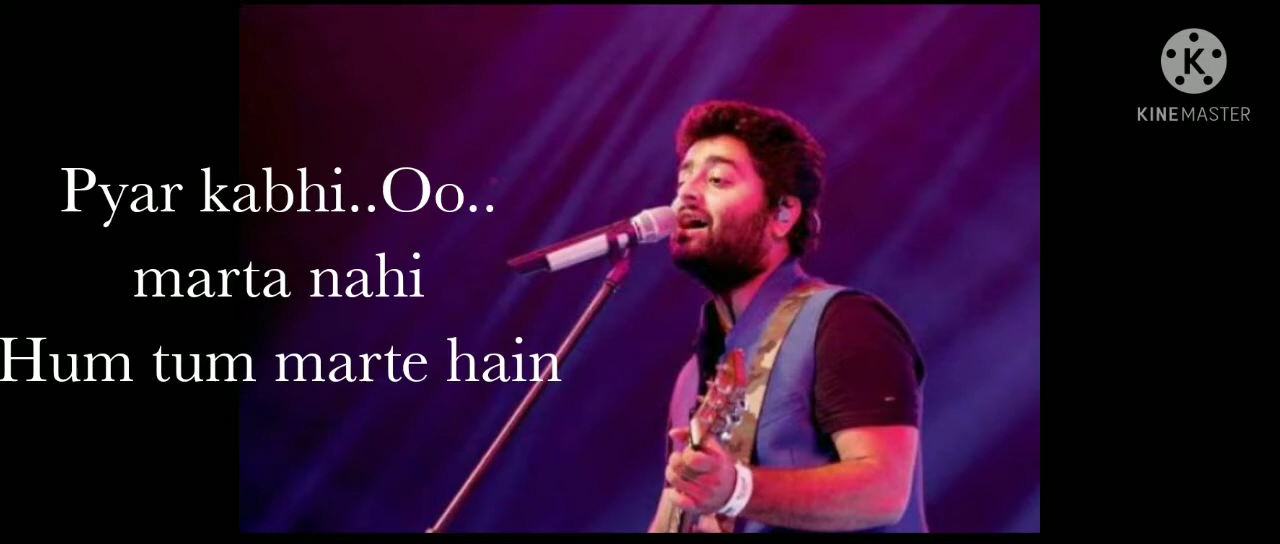 Pyar kabhi..Oo..
marta nahi
Hum tum marte hain
K
KINEMASTER